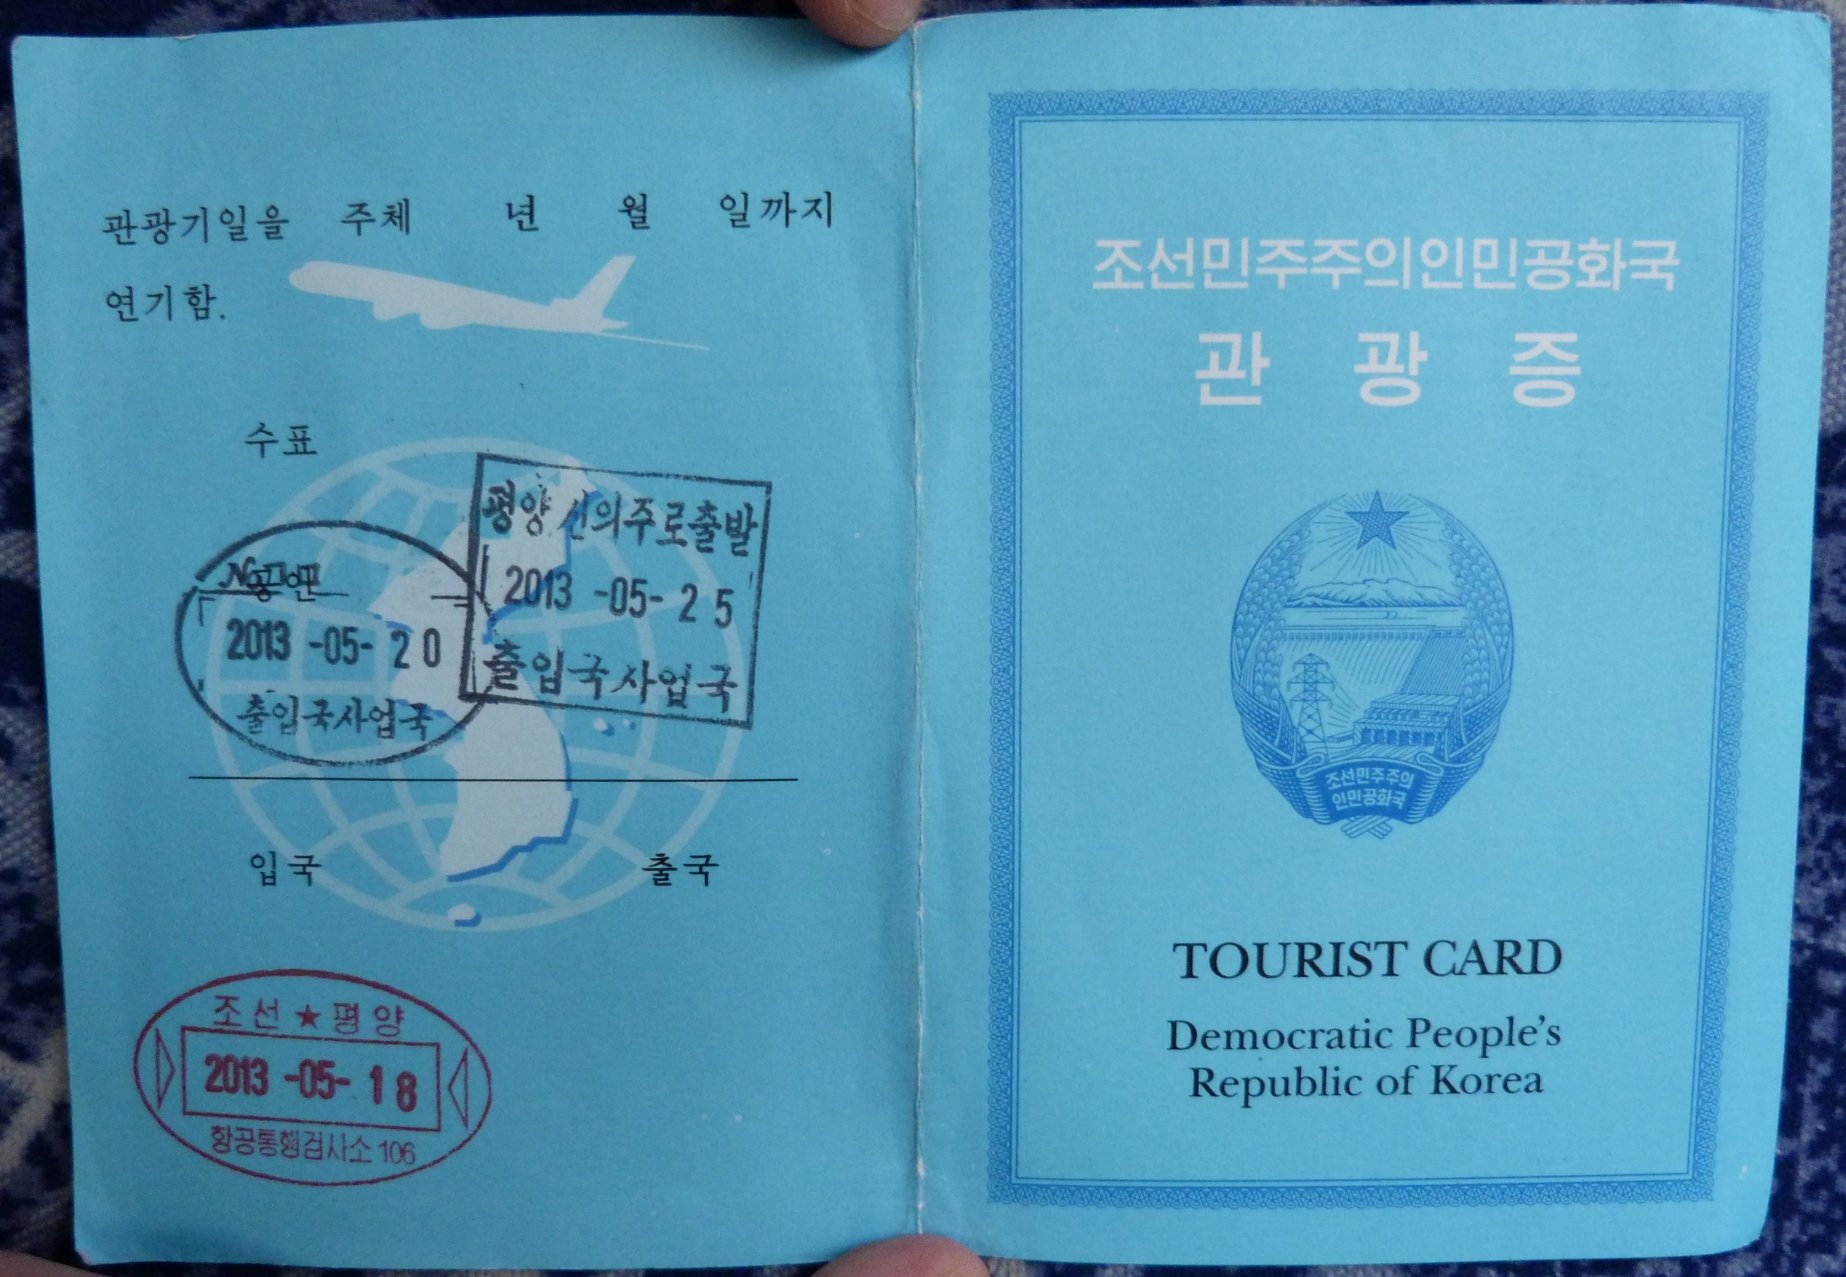 관광기일을 주체 년 월 일까지
연기함.
수표
No
공민
2013 -05- 20
출입국사업국
평양 신의주로출발
2013 -05- 25
출입국사업국
입국 출국
조선★평양
2013 -05- 18
항공통행검사소 106
조선민주주의인민공화국
관 광 증
조선민주주의
인민공화국
TOURIST CARD
Democratic People's
Republic of Korea